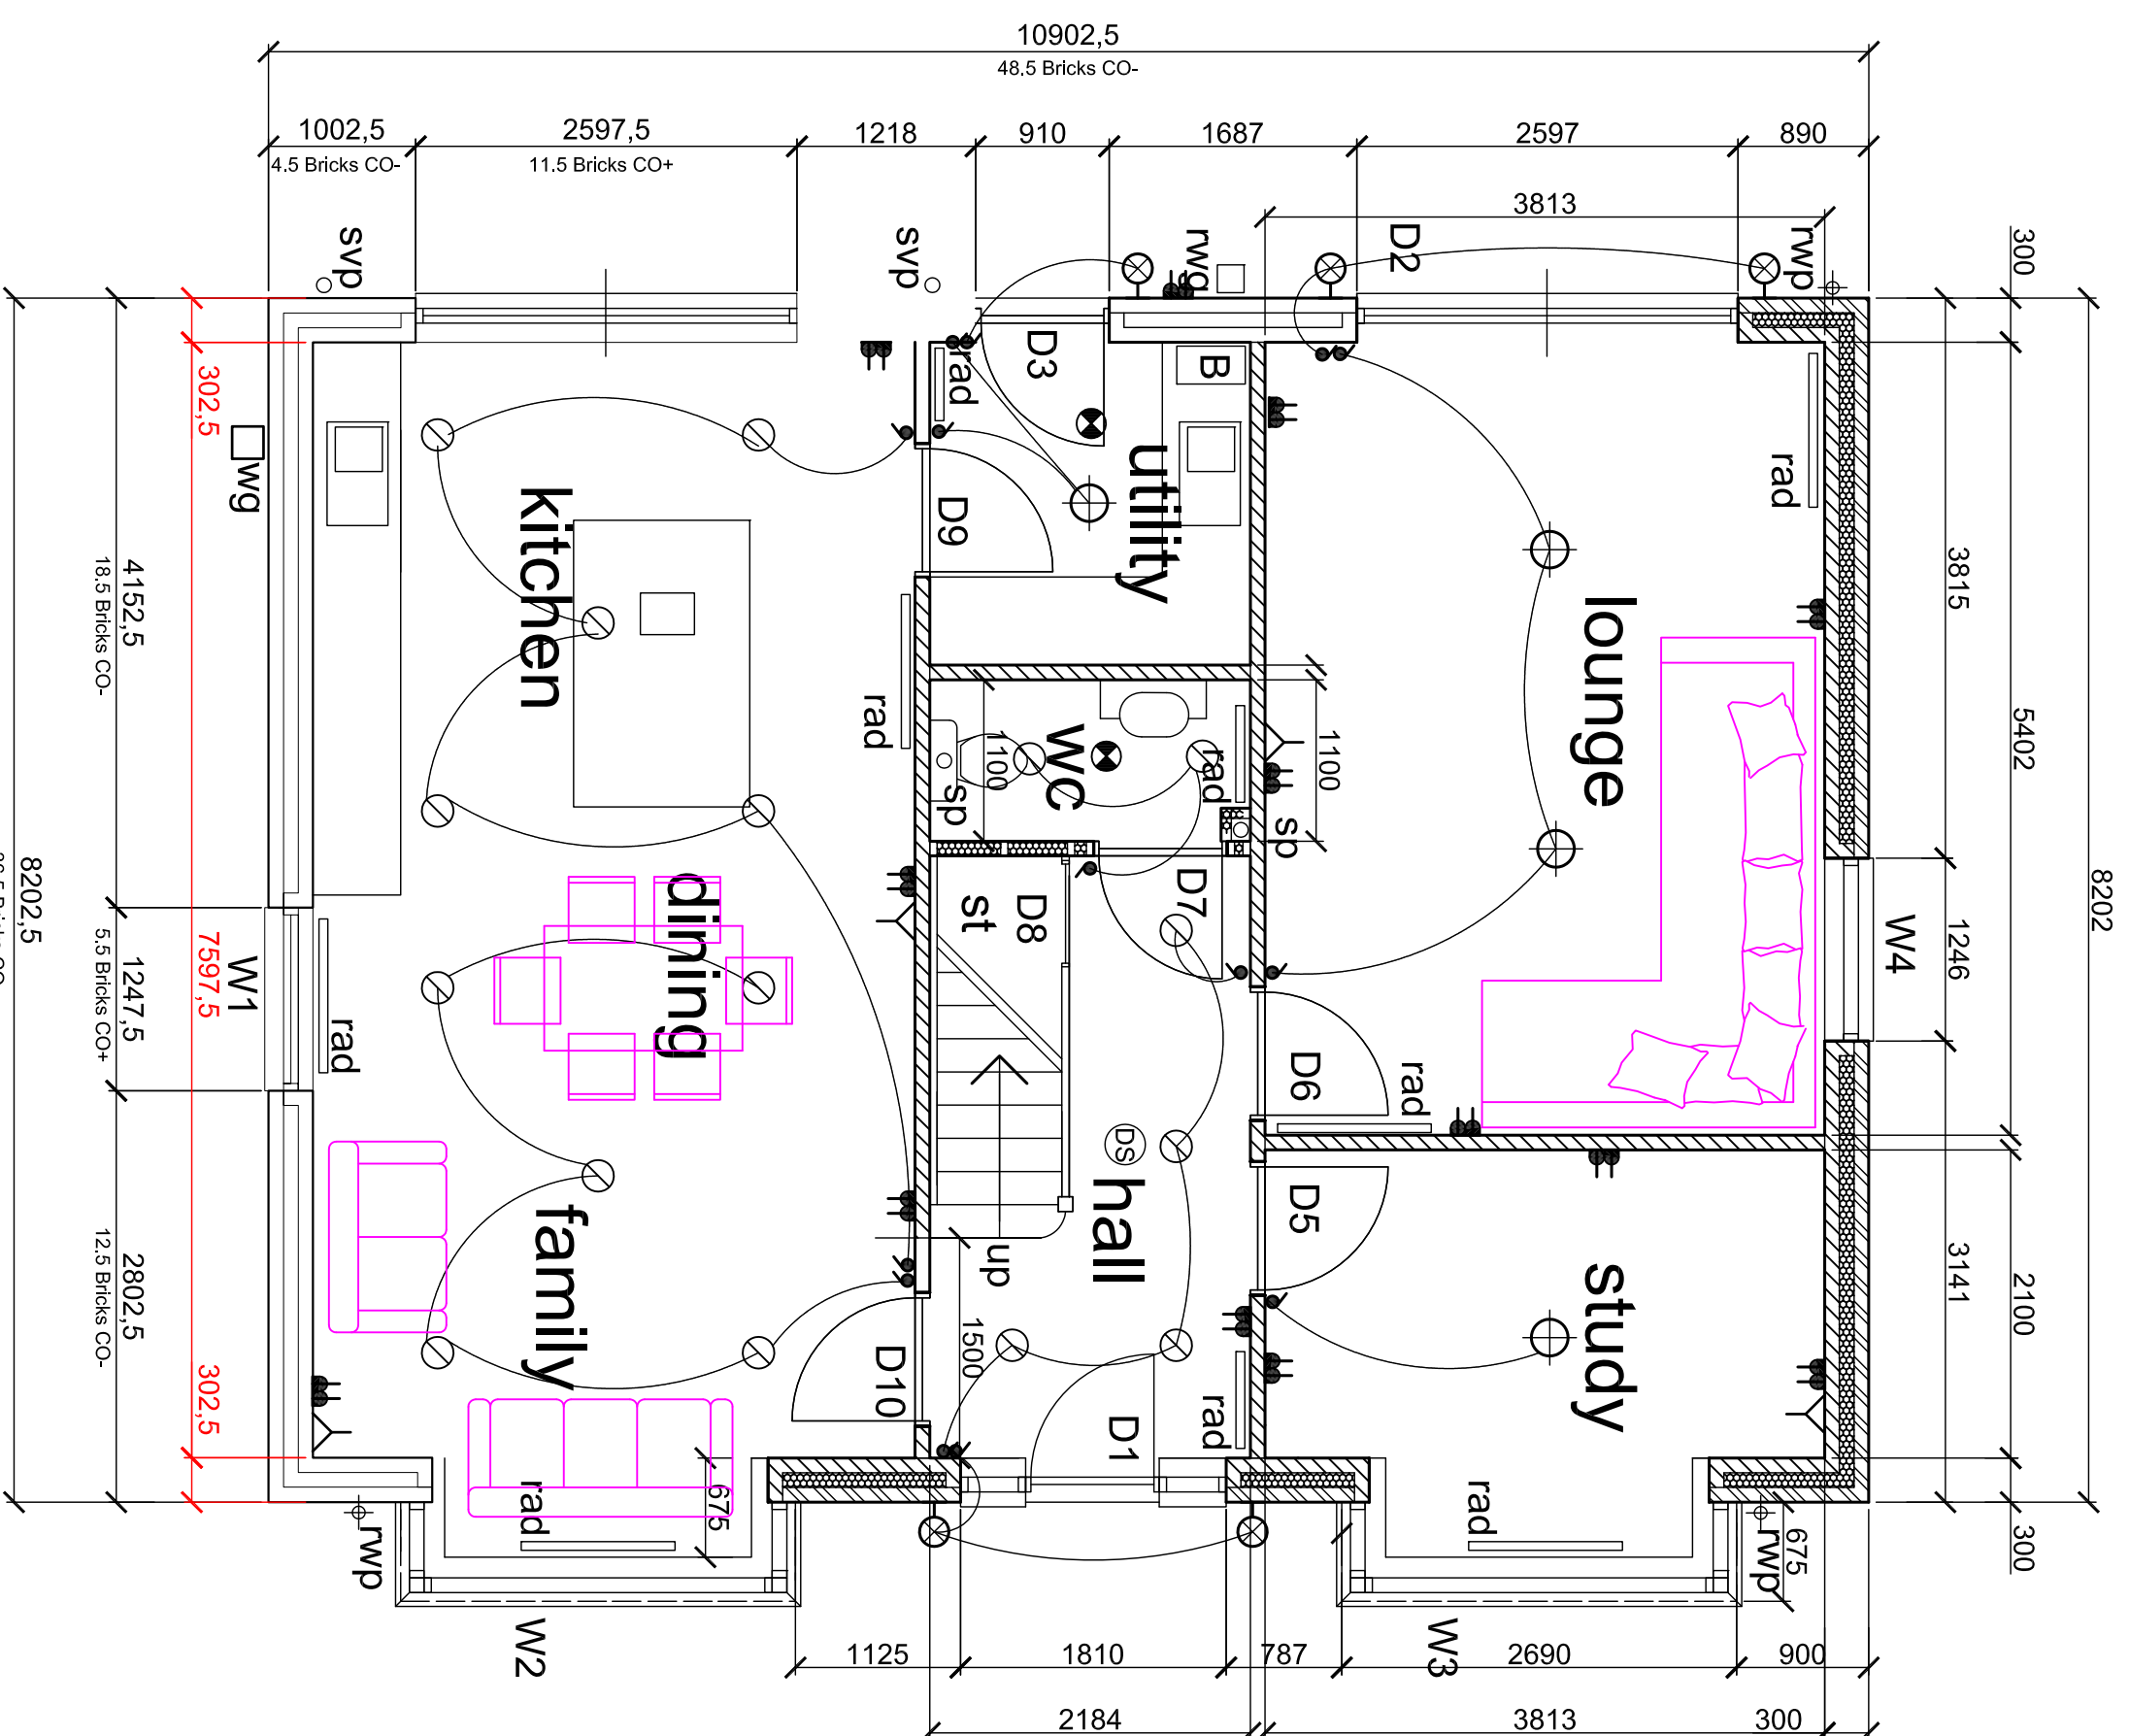 10902,5
48.5 Bricks CO-
1002,5
4.5 Bricks CO-
2597,5
11.5 Bricks CO+
1218
910
1687
2597
890
3813
svp
svp
rwg
D2
rwp
300
rad
D3
B
302,5
wg
kitchen
D9
utility
rad
lounge
3815
5402
8202
4152,5
18.5 Bricks CO-
rad
1100
sp
wc
rad
1100
sp
8202,5
dining
st
D8
D7
W4
1246
W1
7597,5
1247,5
5.5 Bricks CO+
rad
D6
rad
DS
hall
D5
up
family
study
3141
2100
2802,5
12.5 Bricks CO-
302,5
1500
D10
D1
rad
rad
675
rad
rwp
rwp
675
300
W2
W3
1125
1810
787
2690
900
2184
3813
300